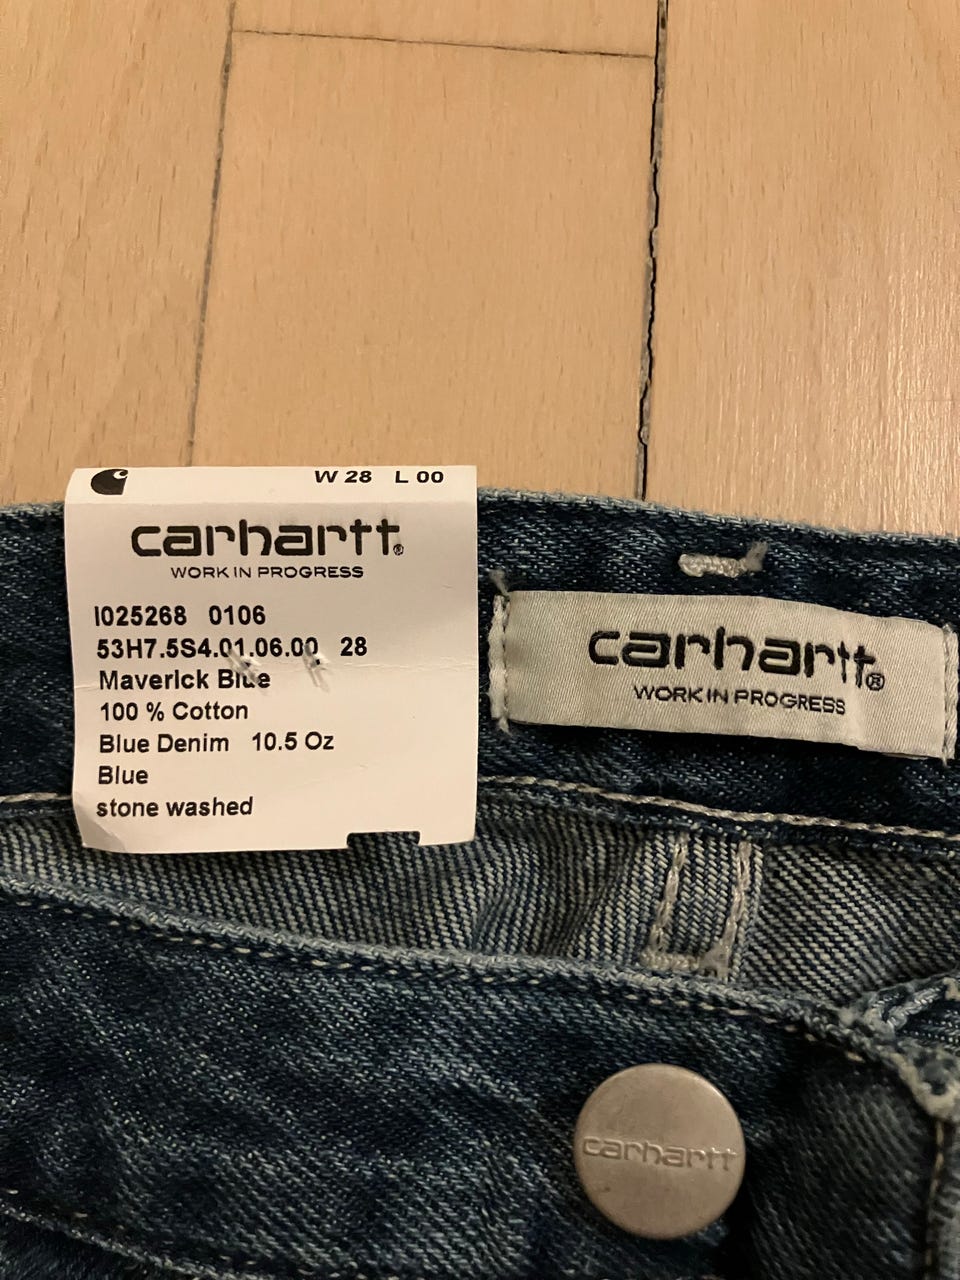 W 28 L 00
carhartt®
WORK IN PROGRESS
I025268 0106
53H7.5S4.01.06.00 28
Maverick Blue
100 % Cotton
Blue Denim 10.5 Oz
Blue
stone washed
carhartt®
WORK IN PROGRESS
carhartt